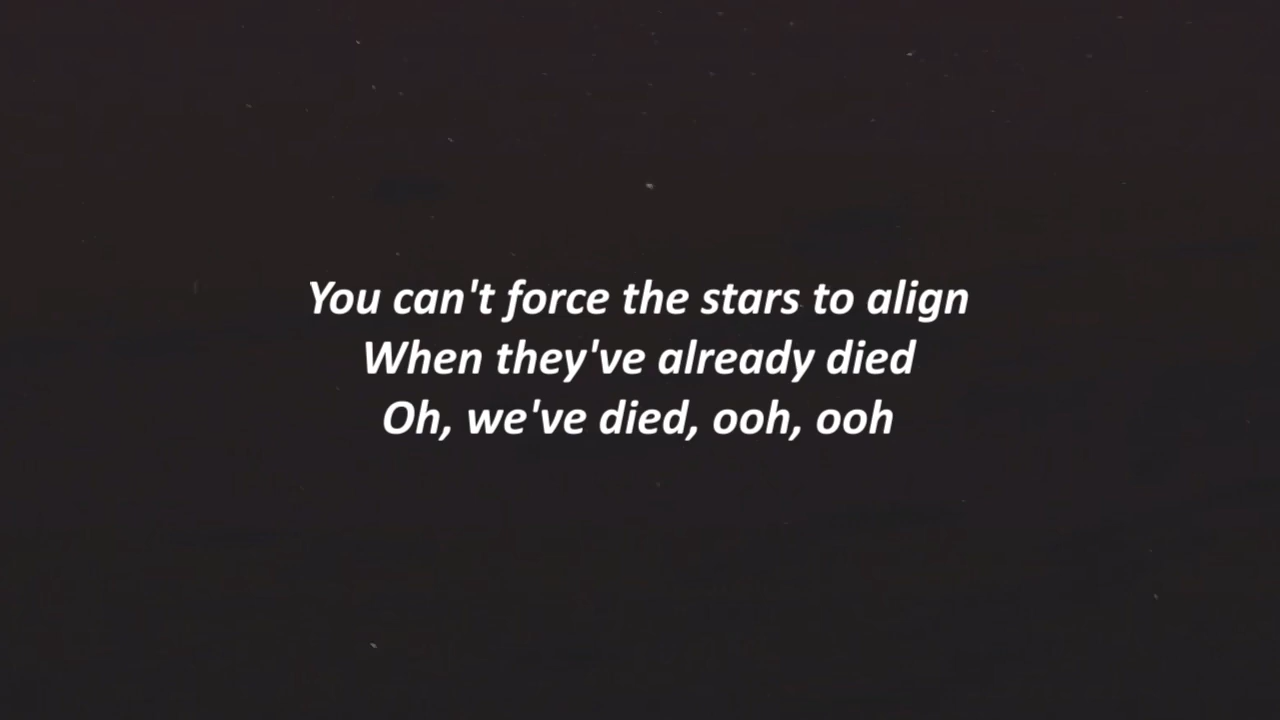 You can't force the stars to align
When they've already died
Oh, we've died, ooh, ooh